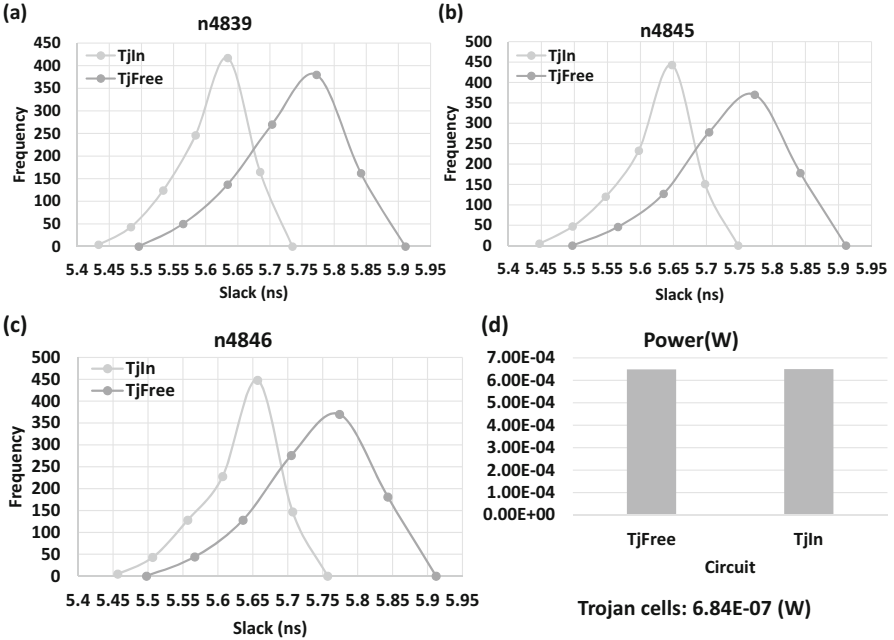 (a)
n4839
TjIn
TjFree
Frequency
450
400
350
300
250
200
150
100
50
0
5.4 5.45 5.5 5.55 5.6 5.65 5.7 5.75 5.8 5.85 5.9 5.95
Slack (ns)
(b)
n4845
TjIn
TjFree
Frequency
500
450
400
350
300
250
200
150
100
50
0
5.4 5.45 5.5 5.55 5.6 5.65 5.7 5.75 5.8 5.85 5.9 5.95
Slack (ns)
(c)
n4846
TjIn
TjFree
Frequency
500
450
400
350
300
250
200
150
100
50
0
5.4 5.45 5.5 5.55 5.6 5.65 5.7 5.75 5.8 5.85 5.9 5.95
Slack (ns)
(d)
Power(W)
7.00E-04
6.00E-04
5.00E-04
4.00E-04
3.00E-04
2.00E-04
1.00E-04
0.00E+00
TjFree TjIn
Circuit
Trojan cells: 6.84E-07 (W)